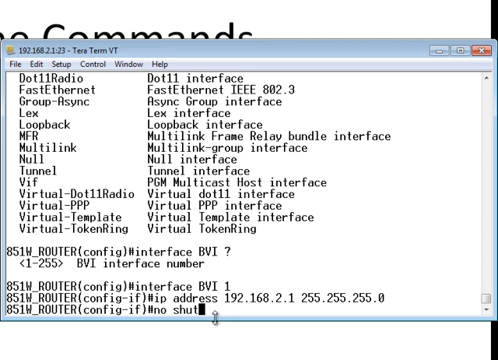 192.168.2.1:23 - Tera Term VT
File Edit Setup Control Window Help
Dot11Radio Dot11 interface
FastEthernet FastEthernet IEEE 802.3
Group-Async Async Group interface
Lex Lex interface
Loopback Loopback interface
MFR Multilink Frame Relay bundle interface
Multilink Multilink-group interface
Null Null interface
Tunnel Tunnel interface
Vif PGM Multicast Host interface
Virtual-Dot11Radio Virtual dot11 interface
Virtual-PPP Virtual PPP interface
Virtual-Template Virtual Template interface
Virtual-TokenRing Virtual TokenRing
851W_ROUTER(config)#interface BVI ?
<1-255> BVI interface number
851W_ROUTER(config)#interface BVI 1
851W_ROUTER(config-if)#ip address 192.168.2.1 255.255.255.0
851W_ROUTER(config-if)#no shut